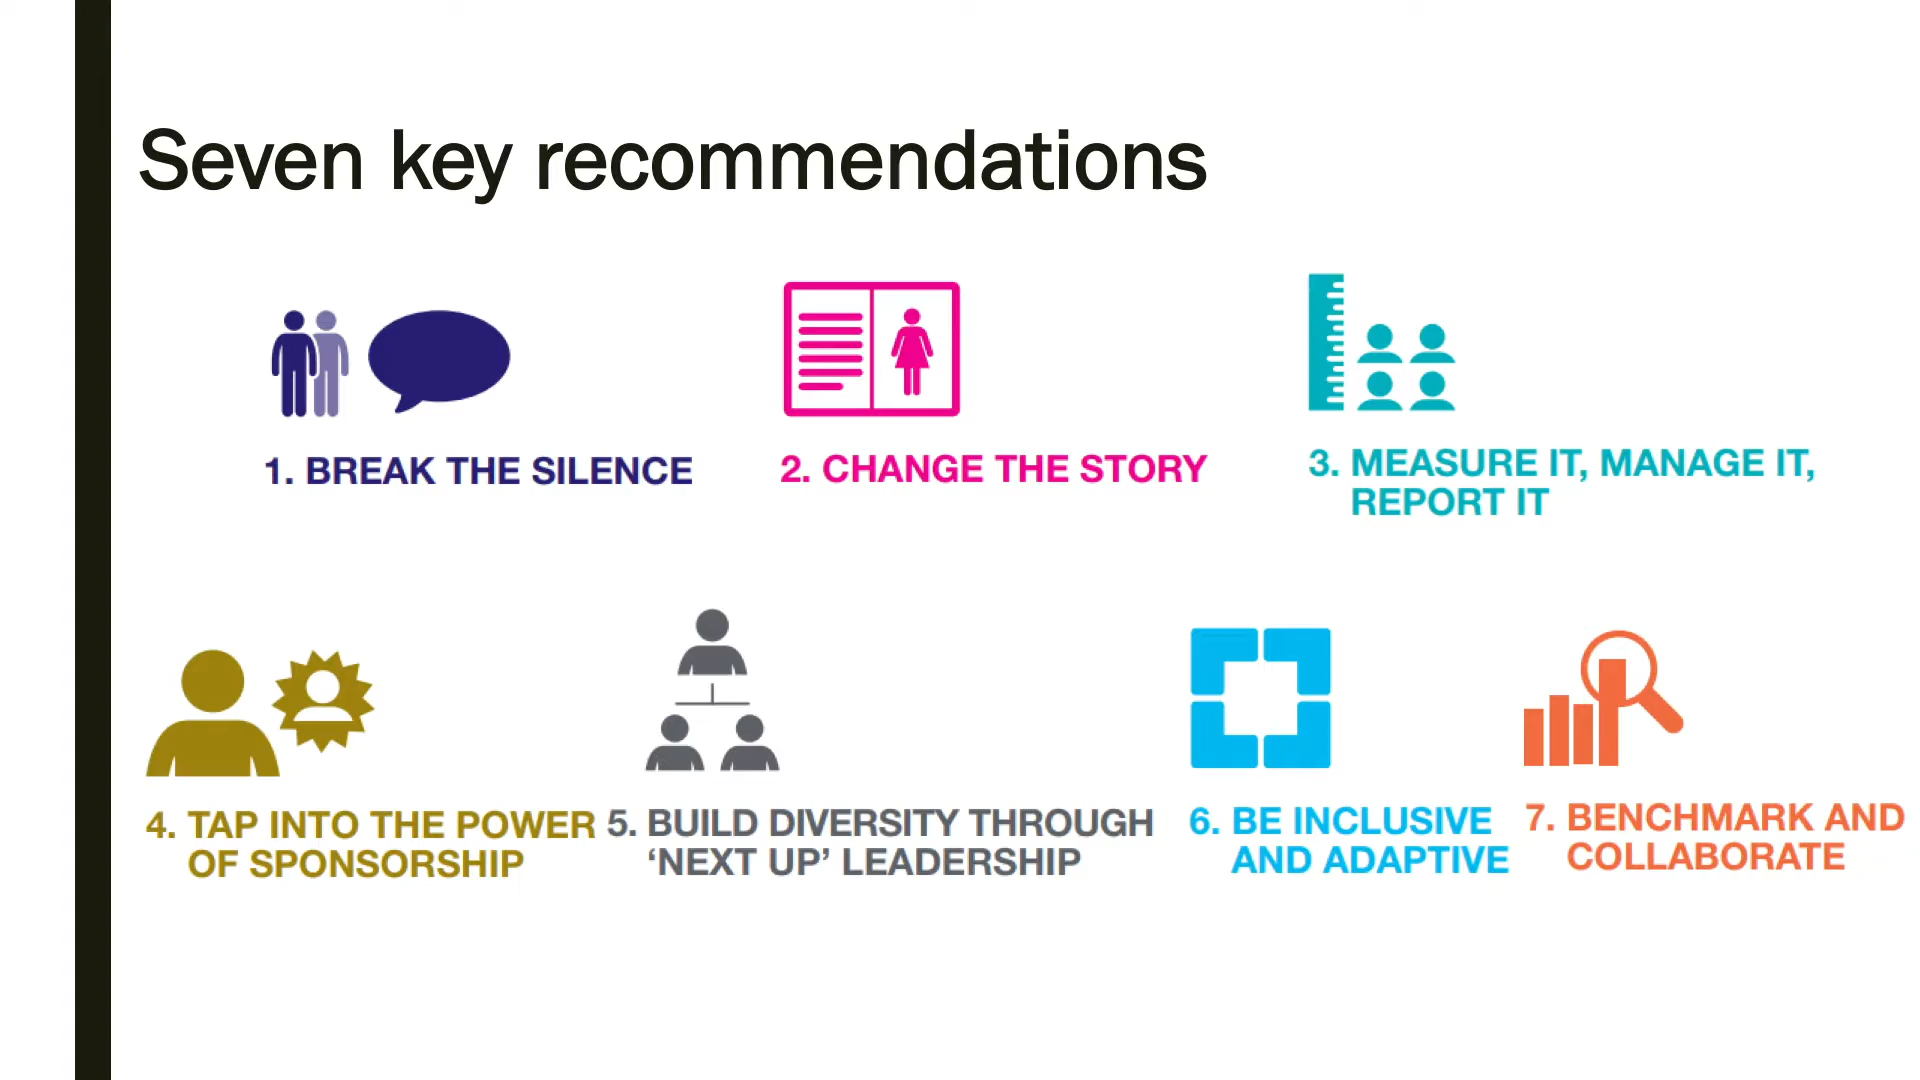 Seven key recommendations
1. BREAK THE SILENCE
2. CHANGE THE STORY
3. MEASURE IT, MANAGE IT,
REPORT IT
4. TAP INTO THE POWER
OF SPONSORSHIP
5. BUILD DIVERSITY THROUGH
‘NEXT UP’ LEADERSHIP
6. BE INCLUSIVE
AND ADAPTIVE
7. BENCHMARK AND
COLLABORATE